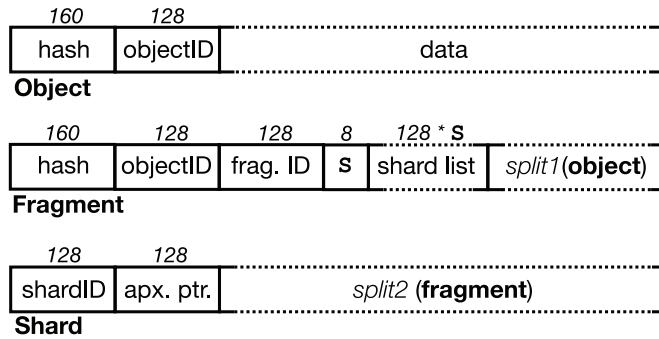 160 128
hash objectID data
Object
160 128 128 8 128 * S
hash objectID frag. ID S shard list split1(object)
Fragment
128 128
shardID apx. ptr. split2 (fragment)
Shard